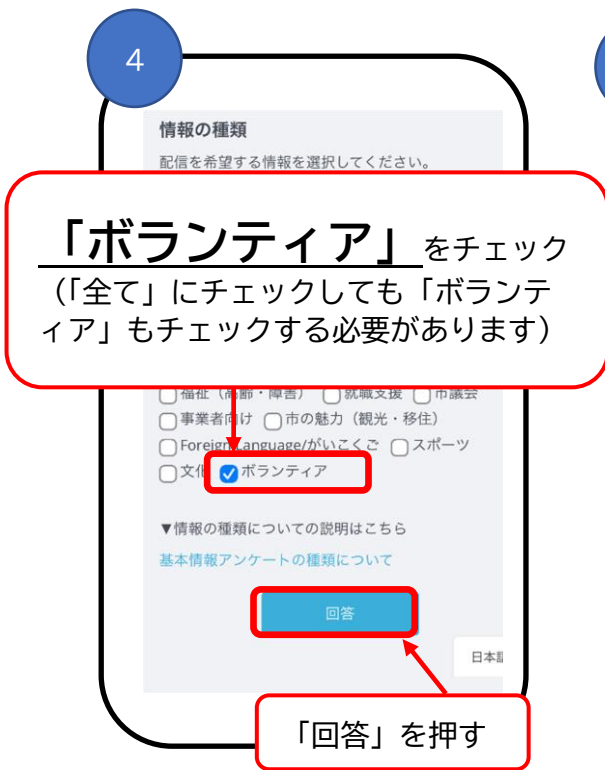 4
情報の種類
配信を希望する情報を選択してください。
「ボランティア」をチェック
（「全て」にチェックしても「ボランテ
ィア」もチェックする必要があります）
福祉（高齢・障害） 就職支援 市議会
事業者向け 市の魅力（観光・移住）
Foreign Language/がいこくご スポーツ
文化 ボランティア
▼情報の種類についての説明はこちら
基本情報アンケートの種類について
回答
日本語
「回答」を押す